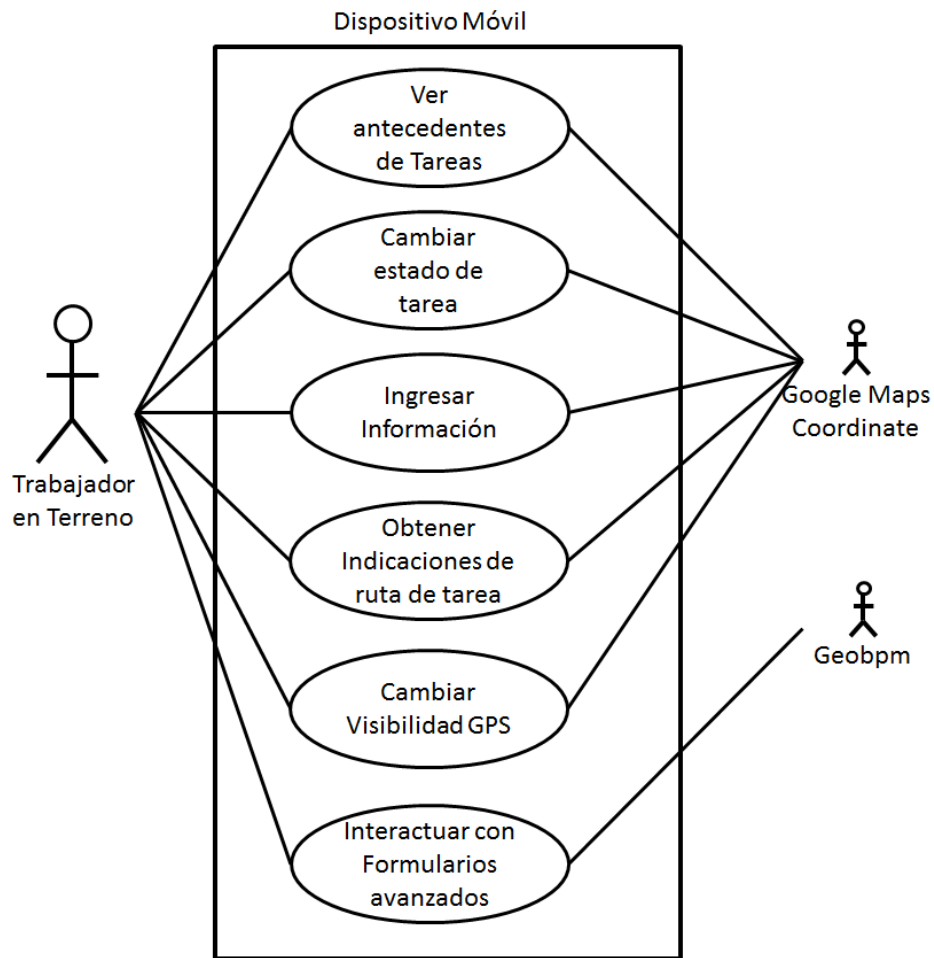 Dispositivo Móvil
Ver
antecedentes
de Tareas
Cambiar
estado de
tarea
Ingresar
Información
Obtener
Indicaciones de
ruta de tarea
Cambiar
Visibilidad GPS
Interactuar con
Formularios
avanzados
Trabajador
en Terreno
Google Maps
Coordinate
Geobpm